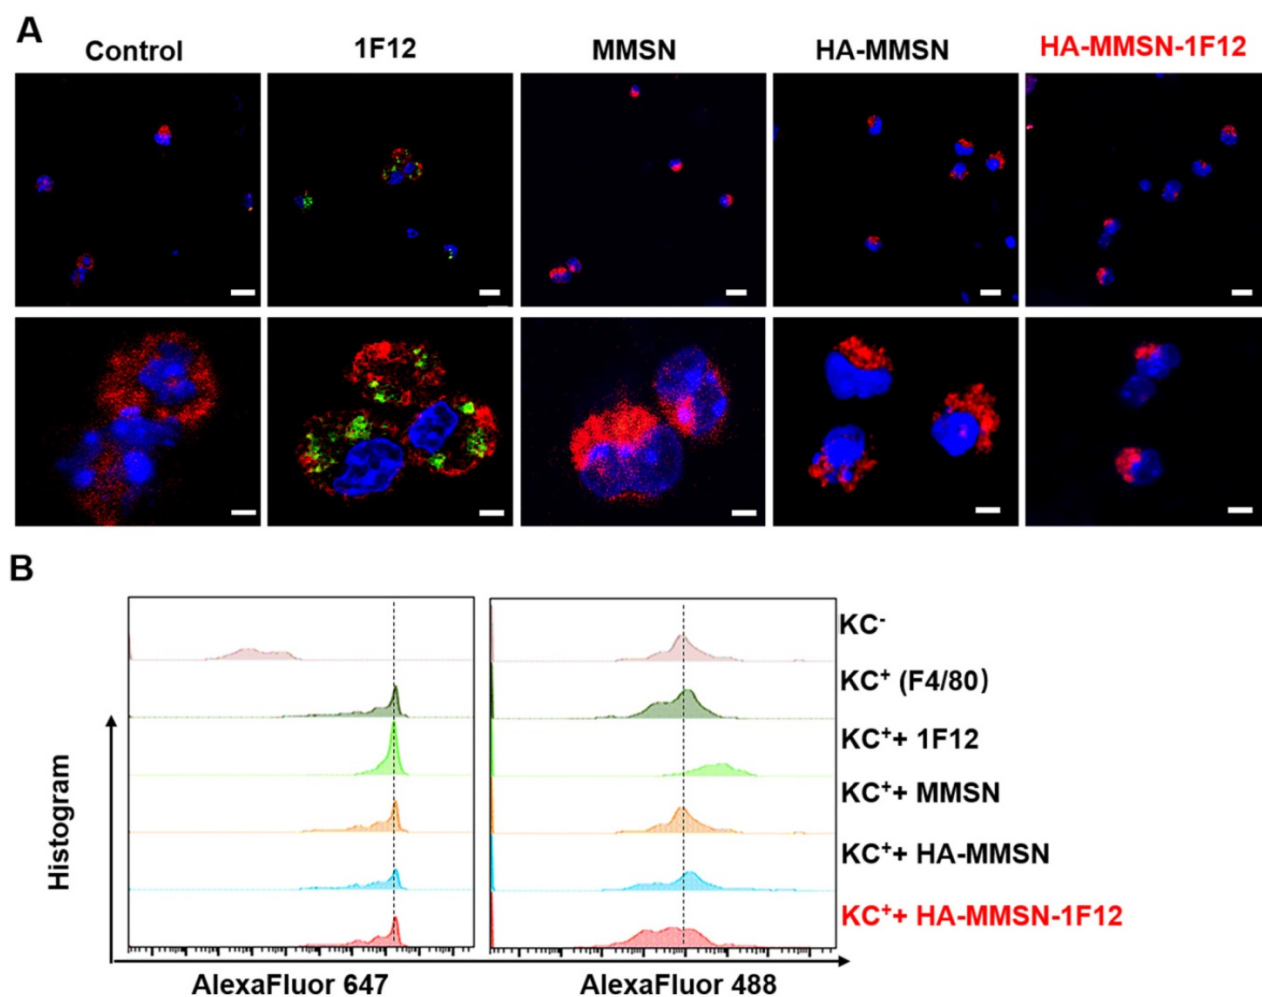 A
Control 1F12 MMSN HA-MMSN HA-MMSN-1F12
B
KC⁻
KC⁺ (F4/80)
KC⁺+ 1F12
KC⁺+ MMSN
KC⁺+ HA-MMSN
KC⁺+ HA-MMSN-1F12
Histogram
AlexaFluor 647 AlexaFluor 488